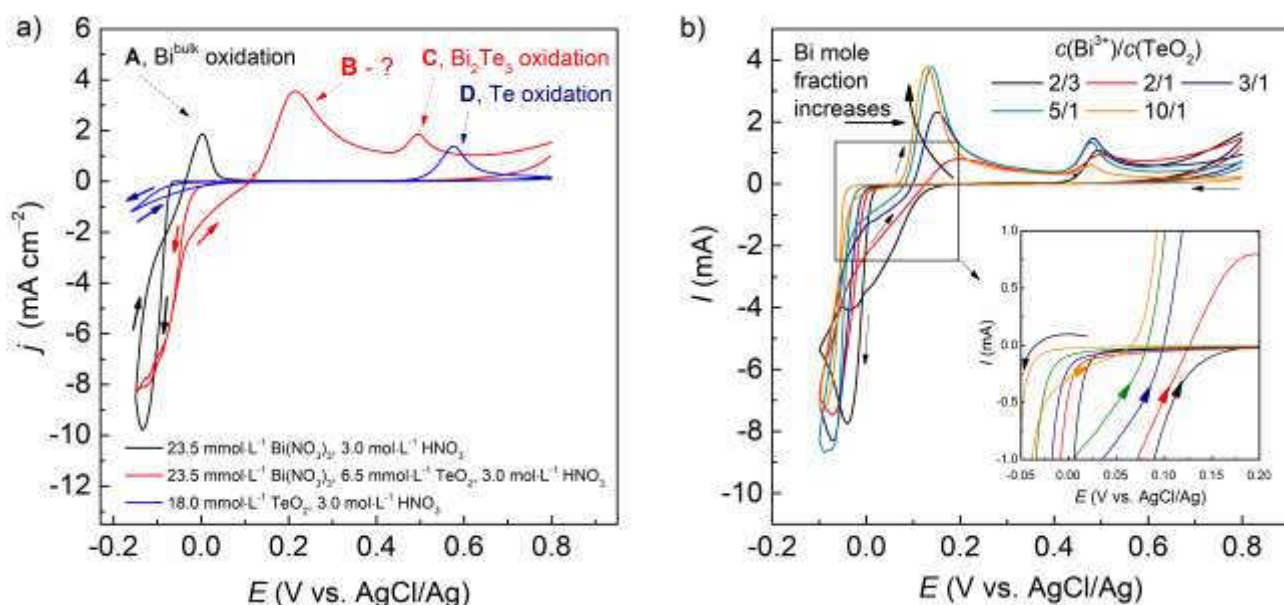 a)
6
4
2
0
-2
-4
-6
-8
-10
-12
j (mA cm⁻²)
A, Biᵇᵘˡᵏ oxidation
B - ?
C, Bi₂Te₃ oxidation
D, Te oxidation
23.5 mmol·L⁻¹ Bi(NO₃)₃, 3.0 mol·L⁻¹ HNO₃
23.5 mmol·L⁻¹ Bi(NO₃)₃, 6.5 mmol·L⁻¹ TeO₂, 3.0 mol·L⁻¹ HNO₃
18.0 mmol·L⁻¹ TeO₂, 3.0 mol·L⁻¹ HNO₃
-0.2 0.0 0.2 0.4 0.6 0.8
E (V vs. AgCl/Ag)
b)
4
2
0
-2
-4
-6
-8
-10
I (mA)
Bi mole
fraction
increases
c(Bi³⁺)/c(TeO₂)
2/3 2/1 3/1
5/1 10/1
1.0
0.5
0.0
-0.5
-1.0
I (mA)
-0.05 0.00 0.05 0.10 0.15 0.20
E (V vs. AgCl/Ag)
-0.2 0.0 0.2 0.4 0.6 0.8
E (V vs. AgCl/Ag)